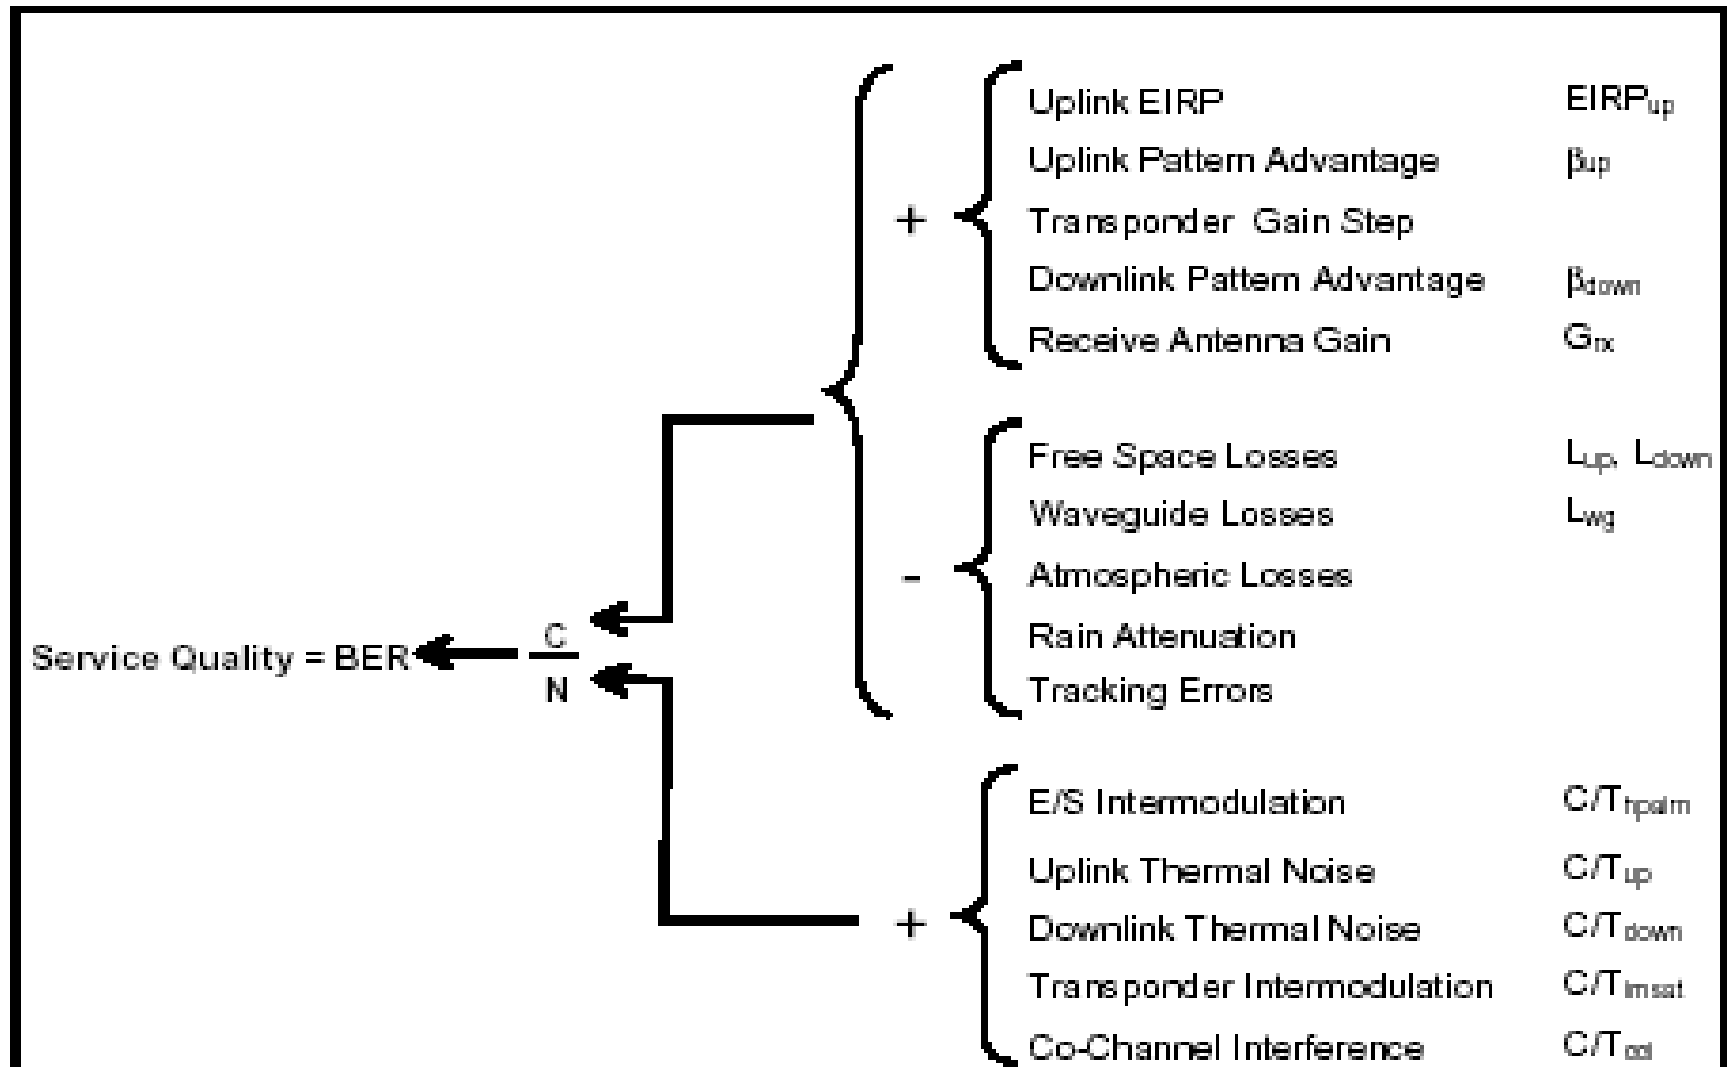 Uplink EIRP EIRPup
Uplink Pattern Advantage βup
+ Transponder Gain Step
Downlink Pattern Advantage βdown
Receive Antenna Gain Grx
Free Space Losses Lup, Ldown
Waveguide Losses Lwg
- Atmospheric Losses
Rain Attenuation
Tracking Errors
Service Quality = BER
C
N
E/S Intermodulation C/Thpaim
Uplink Thermal Noise C/Tup
+ Downlink Thermal Noise C/Tdown
Transponder Intermodulation C/Timsat
Co-Channel Interference C/Tcci